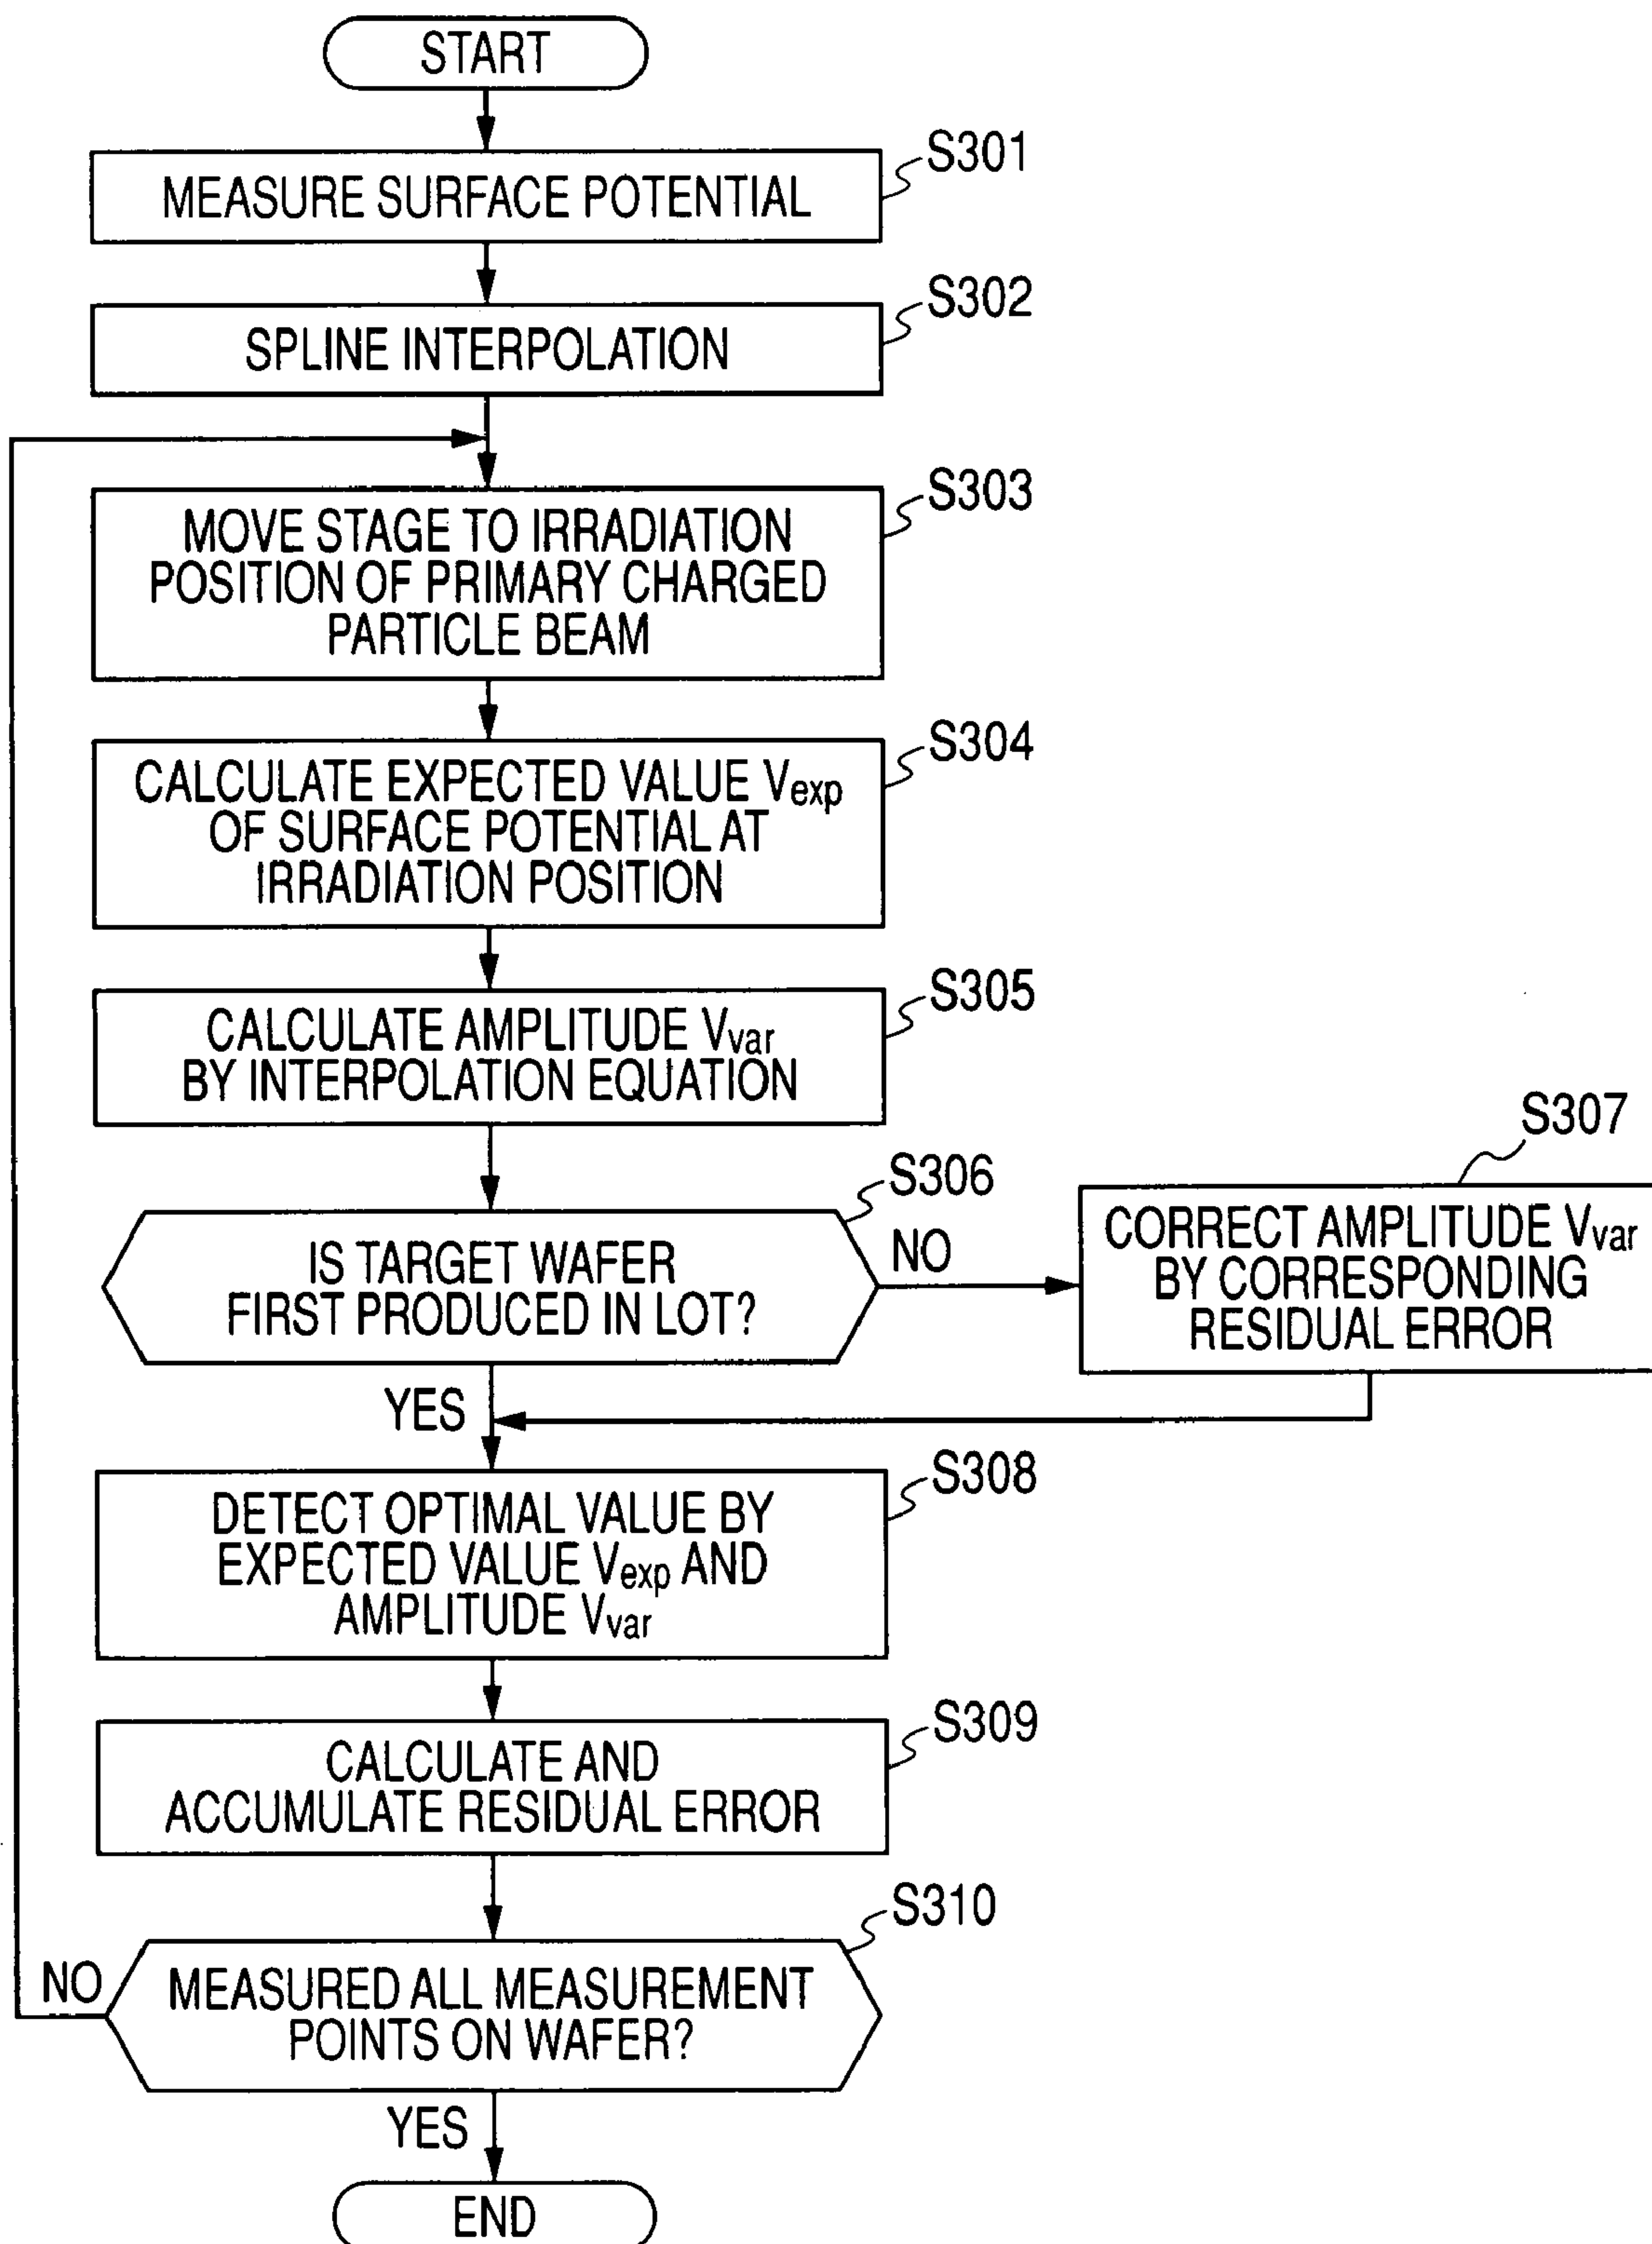 START
S301
MEASURE SURFACE POTENTIAL
S302
SPLINE INTERPOLATION
S303
MOVE STAGE TO IRRADIATION
POSITION OF PRIMARY CHARGED
PARTICLE BEAM
S304
CALCULATE EXPECTED VALUE Vexp
OF SURFACE POTENTIAL AT
IRRADIATION POSITION
S305
CALCULATE AMPLITUDE Vvar
BY INTERPOLATION EQUATION
S306
IS TARGET WAFER
FIRST PRODUCED IN LOT?
NO
S307
CORRECT AMPLITUDE Vvar
BY CORRESPONDING
RESIDUAL ERROR
YES
S308
DETECT OPTIMAL VALUE BY
EXPECTED VALUE Vexp AND
AMPLITUDE Vvar
S309
CALCULATE AND
ACCUMULATE RESIDUAL ERROR
S310
MEASURED ALL MEASUREMENT
POINTS ON WAFER?
NO
YES
END